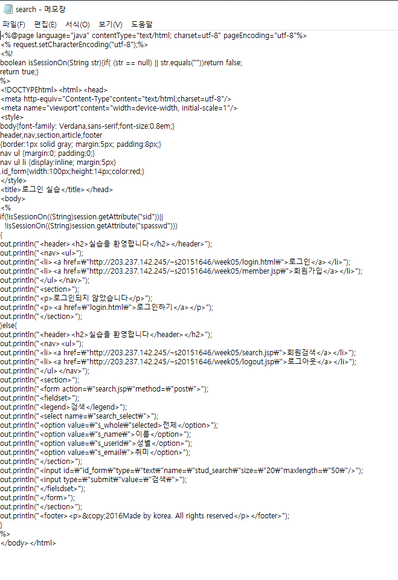 search - 메모장
파일(F) 편집(E) 서식(O) 보기(V) 도움말
<%@page language="java" contentType="text/html; charset=utf-8" pageEncoding="utf-8"%>
<% request.setCharacterEncoding("utf-8");%>
<%!
boolean isSessionOn(String str){if( (str == null) || str.equals(""))return false;
return true;}
%>
<!DOCTYPEhtml><html><head>
<meta http-equiv="Content-Type"content="text/html;charset=utf-8"/>
<meta name="viewport"content="width=device-width, initial-scale=1"/>
<style>
body{font-family: Verdana,sans-serif;font-size:0.8em;}
header,nav,section,article,footer
{border:1px solid gray; margin:5px; padding:8px;}
nav ul {margin:0; padding:0;}
nav ul li {display:inline; margin:5px}
.id_form{width:100px;height:14px;color:red;}
</style>
<title>로그인 실습</title></head>
<body>
<%
if(!isSessionOn((String)session.getAttribute("sid"))||
!isSessionOn((String)session.getAttribute("spasswd")))
{
out.println("<header><h2>실습을 환영합니다</h2></header>");
out.println("<nav><ul>");
out.println("<li><a href=₩"http://203.237.142.245/~s20151646/week05/login.html₩">로그인</a></li>");
out.println("<li><a href=₩"http://203.237.142.245/~s20151646/week05/member.jsp₩">회원가입</a></li>");
out.println("</ul></nav>");
out.println("<section>");
out.println("<p>로그인되지 않았습니다</p>");
out.println("<p><a href=₩"login.html₩">로그인하기</a></p>");
out.println("</section>");
}else{
out.println("<header><h2>실습을 환영합니다</header></h2>");
out.println("<nav><ul>");
out.println("<li><a href=₩"http://203.237.142.245/~s20151646/week05/search.jsp₩">회원검색</a></li>");
out.println("<li><a href=₩"http://203.237.142.245/~s20151646/week05/logout.jsp₩">로그아웃</a></li>");
out.println("</ul></nav>");
out.println("<section>");
out.println("<form action=₩"search.jsp₩"method=₩"post₩">");
out.println("<fieldset>");
out.println("<legend>검색</legend>");
out.println("<select name=₩"search_select₩">");
out.println("<option value=₩"s_whole₩"selected>전체</option>");
out.println("<option value=₩"s_name₩">이름</option>");
out.println("<option value=₩"s_userid₩">성별</option>");
out.println("<option value=₩"s_email₩">취미</option>");
out.println("</section>");
out.println("<input id=₩"id_form₩"type=₩"text₩"name=₩"stud_search₩"size=₩"20₩"maxlength=₩"50₩"/>");
out.println("<input type=₩"submit₩"value=₩"검색₩">");
out.println("</fielsdset>");
out.println("</form>");
out.println("</section>");
out.println("<footer><p>&copy;2016Made by korea. All rights reserved</p></footer>");
}
%>
</body></html>